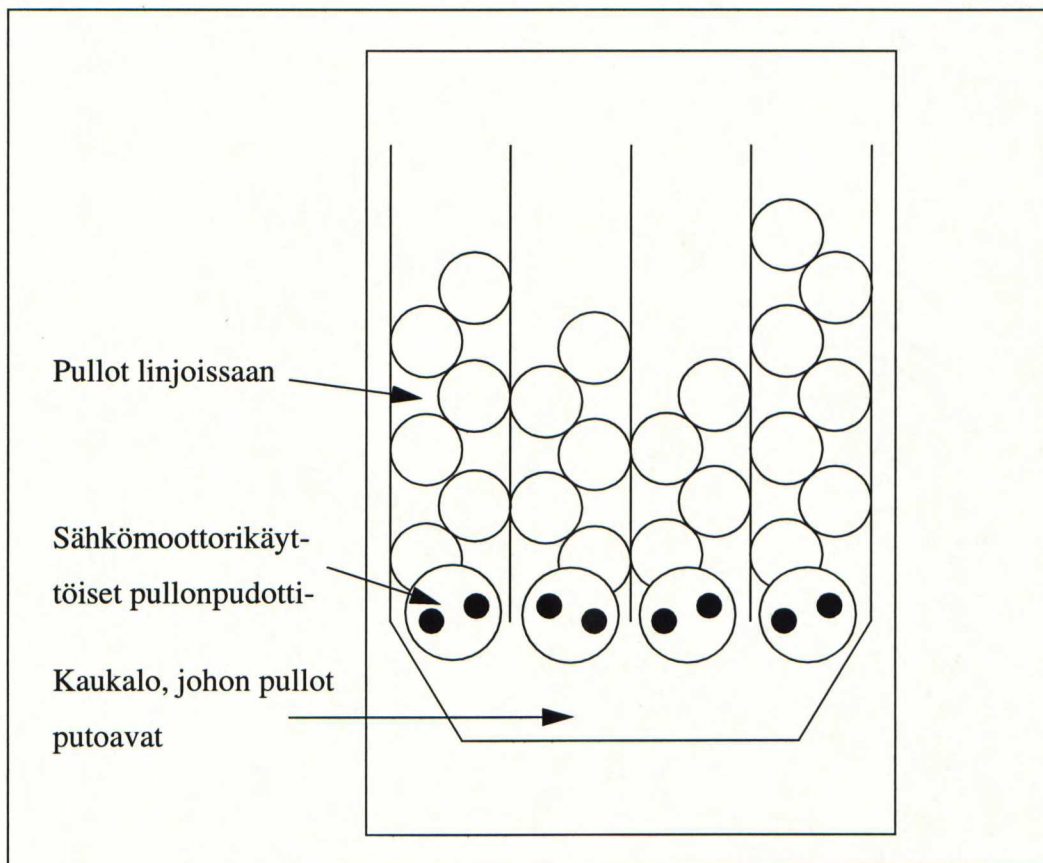 Pullot linjoissaan
Sähkömoottorikäyt-
töiset pullonpudotti-
Kaukalo, johon pullot
putoavat